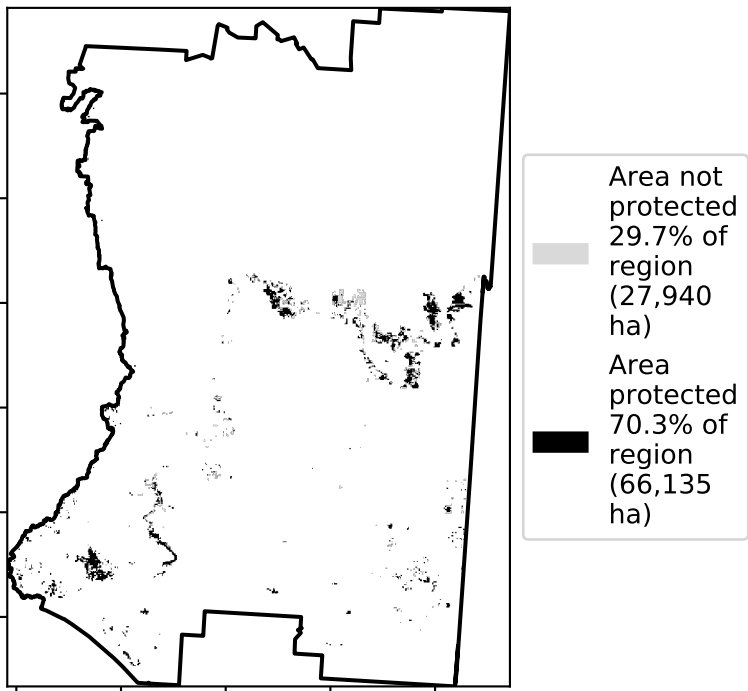 Area not
protected
29.7% of
region
(27,940
ha)
Area
protected
70.3% of
region
(66,135
ha)